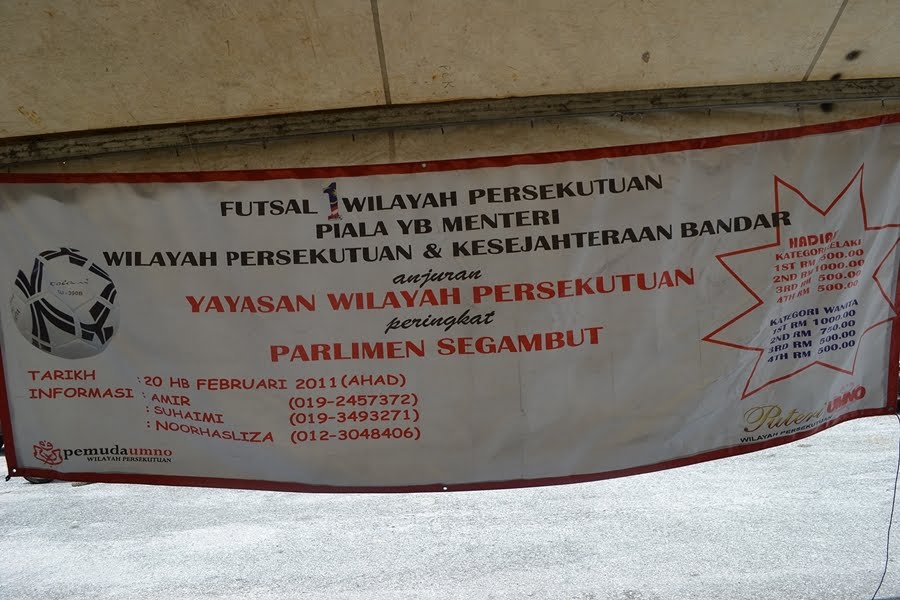 FUTSAL 1 WILAYAH PERSEKUTUAN
PIALA YB MENTERI
WILAYAH PERSEKUTUAN & KESEJAHTERAAN BANDAR
anjuran
YAYASAN WILAYAH PERSEKUTUAN
peringkat
PARLIMEN SEGAMBUT
TARIKH : 20 HB FEBRUARI 2011 (AHAD)
INFORMASI : AMIR (019-2457372)
: SUHAIMI (019-3493271)
: NOORHASLIZA (012-3048406)
pemudaumno
WILAYAH PERSEKUTUAN
KATEGORI LELAKI
1ST RM 500.00
2ND RM 1000.00
3RD RM 500.00
4TH RM 500.00
KATEGORI WANITA
1ST RM 1000.00
2ND RM 750.00
3RD RM 500.00
4TH RM 500.00
Puteri UMNO
WILAYAH PERSEKUTUAN